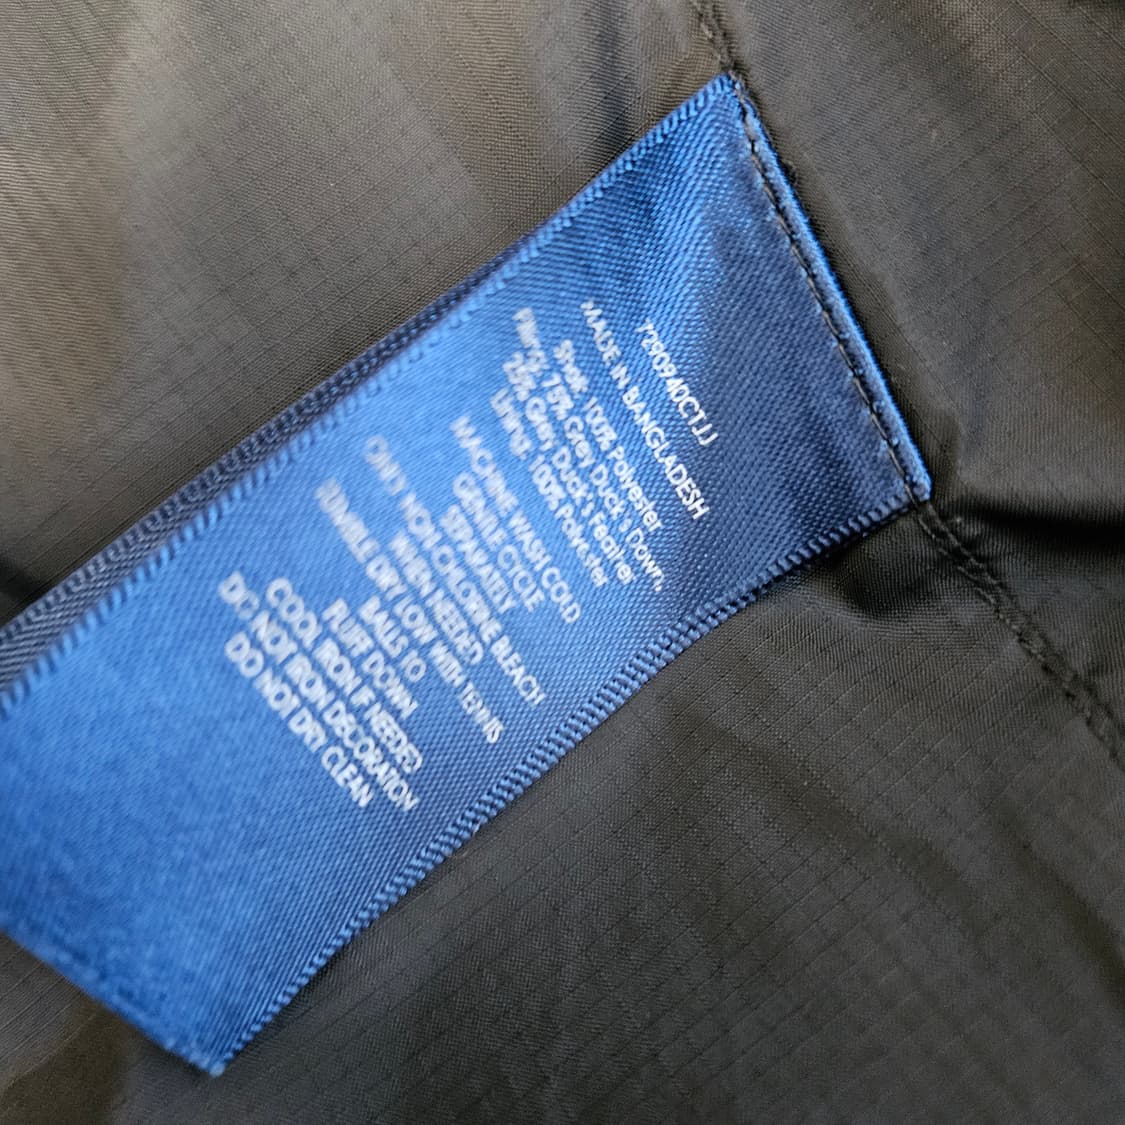 7290940CTJJ
MADE IN BANGLADESH
Shell: 100% Polyester
Filling: 75% Grey Duck's Down,
25% Grey Duck's Feather
Lining: 100% Polyester
MACHINE WASH COLD
GENTLE CYCLE
SEPARATELY
ONLY NON-CHLORINE BLEACH
WHEN NEEDED
TUMBLE DRY LOW WITH TENNIS
BALLS TO
FLUFF DOWN
COOL IRON IF NEEDED
DO NOT IRON DECORATION
DO NOT DRY CLEAN